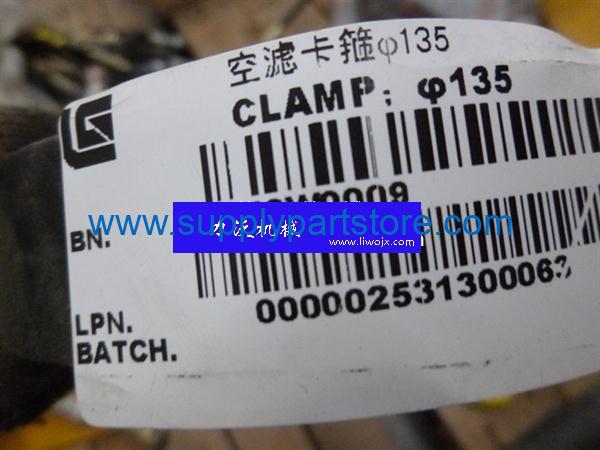 空滤卡箍φ135
CLAMP; φ135
www.supplypartstore.com
www.liwojx.com
BN.
0000025313000
LPN.
BATCH.